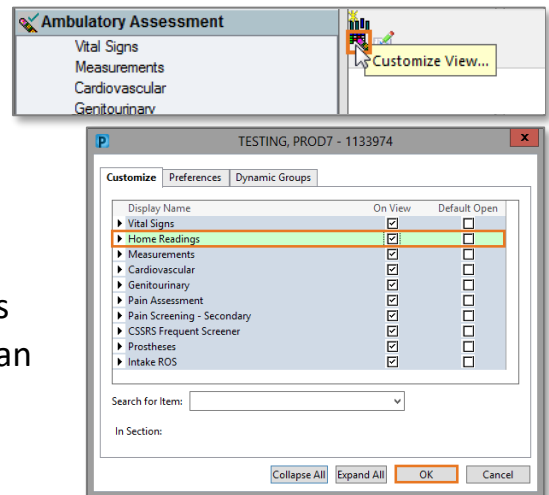 Ambulatory Assessment
Vital Signs
Measurements
Cardiovascular
Genitourinary
Customize View...
TESTING, PROD7 - 1133974
x
Customize Preferences Dynamic Groups
Display Name On View Default Open
Vital Signs
Home Readings
Measurements
Cardiovascular
Genitourinary
Pain Assessment
Pain Screening - Secondary
CSSRS Frequent Screener
Prostheses
Intake ROS
s
an
Search for Item:
In Section:
Collapse All Expand All OK Cancel